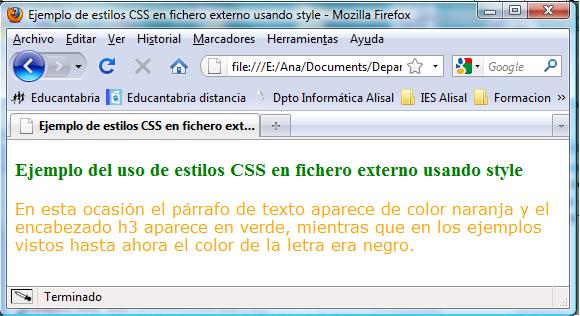 Ejemplo de estilos CSS en fichero externo usando style - Mozilla Firefox
Archivo Editar Ver Historial Marcadores Herramientas Ayuda
file:///E:/Ana/Documents/Depar Google
Educantabria Educantabria distancia Dpto Informática Alisal IES Alisal Formacion »
Ejemplo de estilos CSS en fichero ext...
Ejemplo del uso de estilos CSS en fichero externo usando style
En esta ocasión el párrafo de texto aparece de color naranja y el
encabezado h3 aparece en verde, mientras que en los ejemplos
vistos hasta ahora el color de la letra era negro.
Terminado